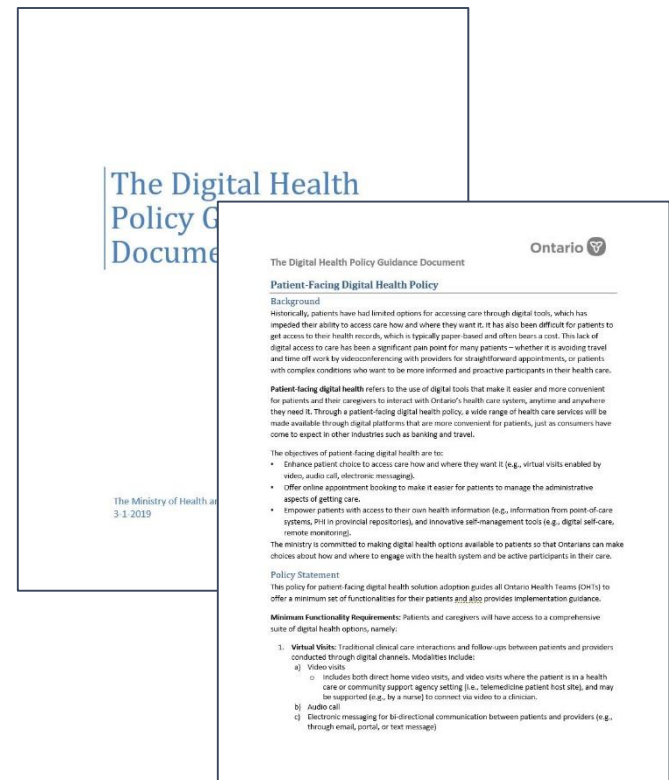 The Digital Health
Policy G
Docume
The Ministry of Health an
3-1-2019
Ontario
The Digital Health Policy Guidance Document
Patient-Facing Digital Health Policy
Background
Historically, patients have had limited options for accessing care through digital tools, which has
impeded their ability to access care how and where they want it. It has also been difficult for patients to
get access to their health records, which is typically paper-based and often bears a cost. This lack of
digital access to care has been a significant pain point for many patients – whether it is avoiding travel
and time off work by videoconferencing with providers for straightforward appointments, or patients
with complex conditions who want to be more informed and proactive participants in their health care.
Patient-facing digital health refers to the use of digital tools that make it easier and more convenient
for patients and their caregivers to interact with Ontario's health care system, anytime and anywhere
they need it. Through a patient-facing digital health policy, a wide range of health care services will be
made available through digital platforms that are more convenient for patients, just as consumers have
come to expect in other industries such as banking and travel.
The objectives of patient-facing digital health are to:
• Enhance patient choice to access care how and where they want it (e.g., virtual visits enabled by
video, audio call, electronic messaging).
• Offer online appointment booking to make it easier for patients to manage the administrative
aspects of getting care.
• Empower patients with access to their own health information (e.g., information from point-of-care
systems, PHI in provincial repositories), and innovative self-management tools (e.g., digital self-care,
remote monitoring).
The ministry is committed to making digital health options available to patients so that Ontarians can make
choices about how and where to engage with the health system and be active participants in their care.
Policy Statement
This policy for patient-facing digital health solution adoption guides all Ontario Health Teams (OHTs) to
offer a minimum set of functionalities for their patients and also provides implementation guidance.
Minimum Functionality Requirements: Patients and caregivers will have access to a comprehensive
suite of digital health options, namely:
1. Virtual Visits: Traditional clinical care interactions and follow-ups between patients and providers
conducted through digital channels. Modalities include:
a) Video visits
o Includes both direct home video visits, and video visits where the patient is in a health
care or community support agency setting (i.e., telemedicine patient host site), and may
be supported (e.g., by a nurse) to connect via video to a clinician.
b) Audio call
c) Electronic messaging for bi-directional communication between patients and providers (e.g.,
through email, portal, or text message)